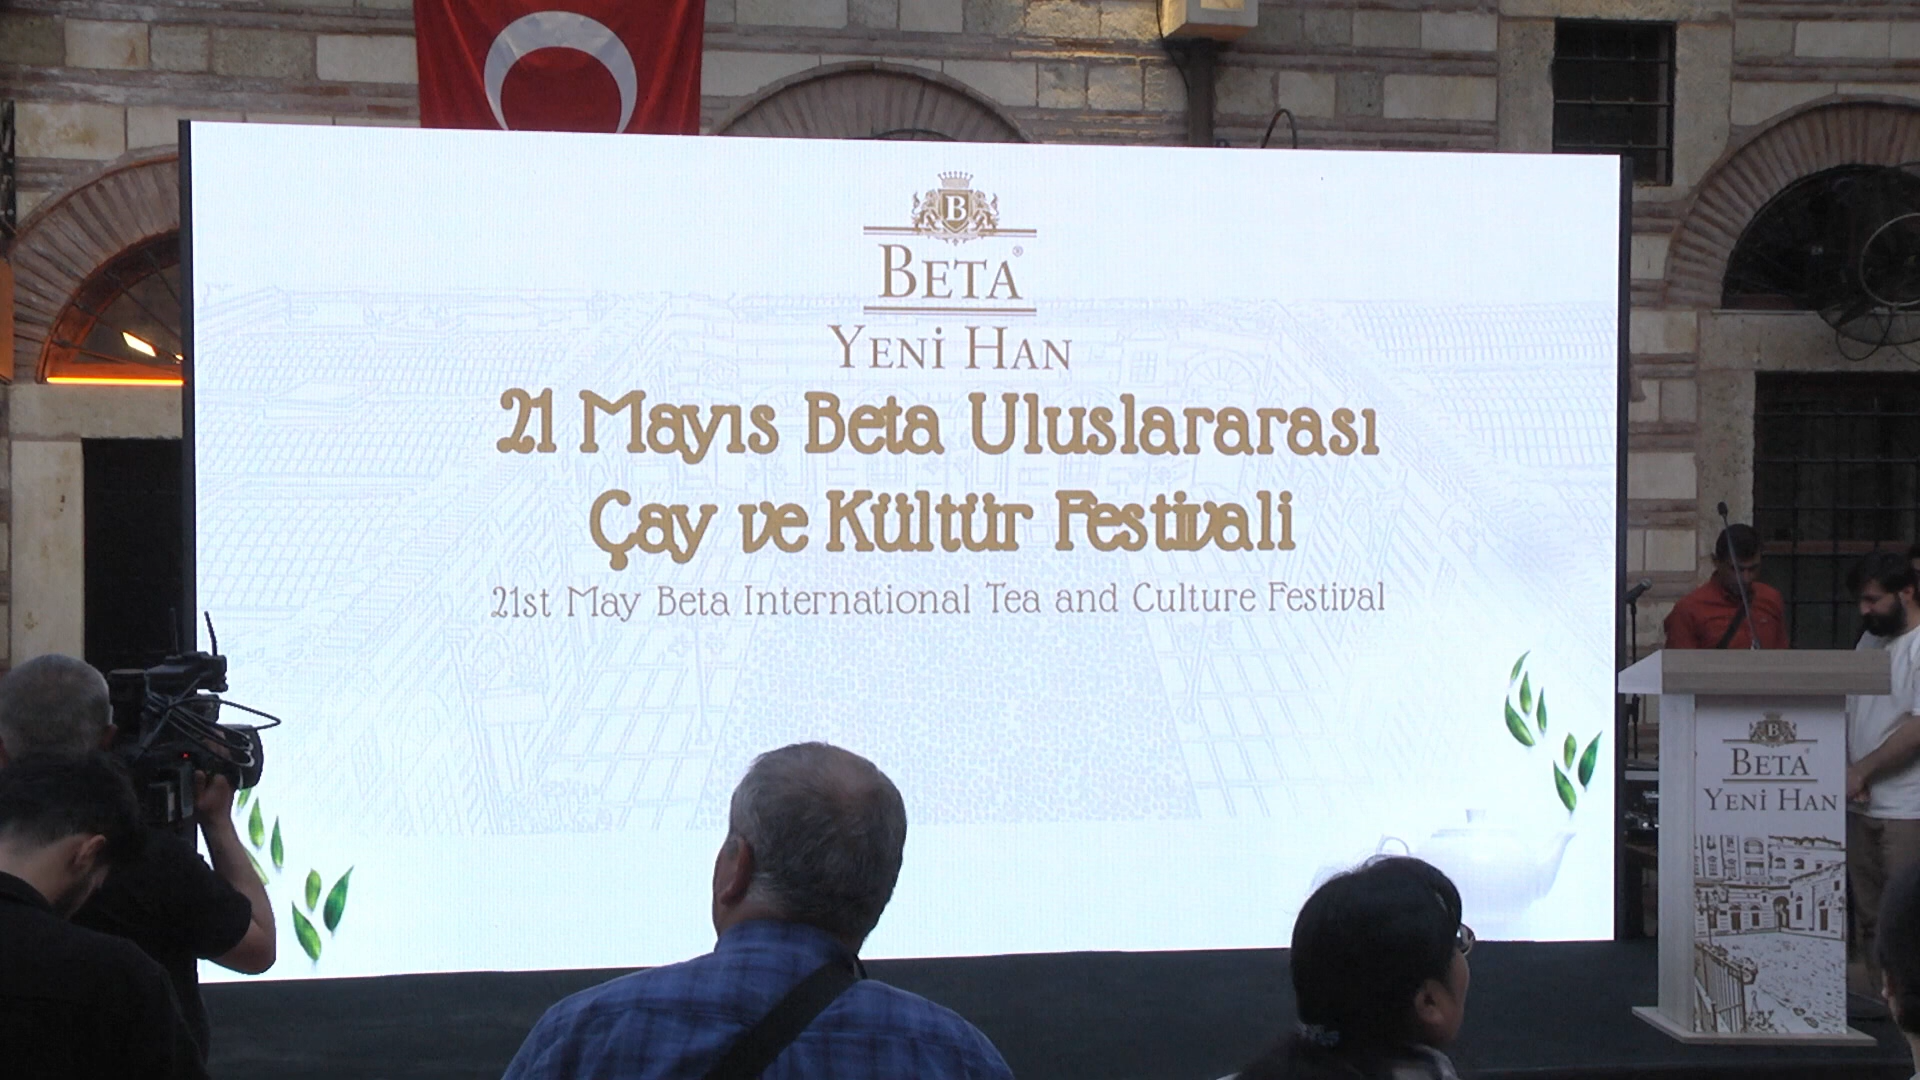 B
BETA®
YENİ HAN
21 Mayıs Beta Uluslararası
Çay ve Kültür Festivali
21st May Beta International Tea and Culture Festival
B
BETA®
YENİ HAN